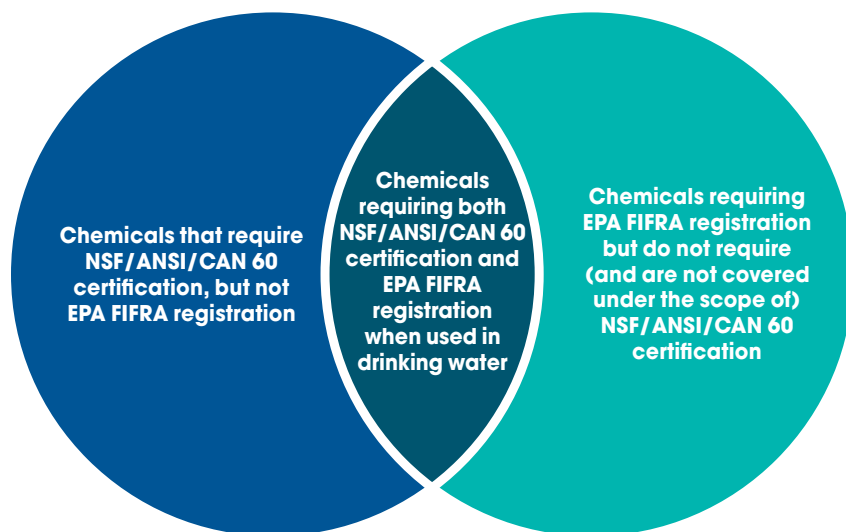 Chemicals that require
NSF/ANSI/CAN 60
certification, but not
EPA FIFRA registration
Chemicals
requiring both
NSF/ANSI/CAN 60
certification and
EPA FIFRA
registration
when used in
drinking water
Chemicals requiring
EPA FIFRA registration
but do not require
(and are not covered
under the scope of)
NSF/ANSI/CAN 60
certification